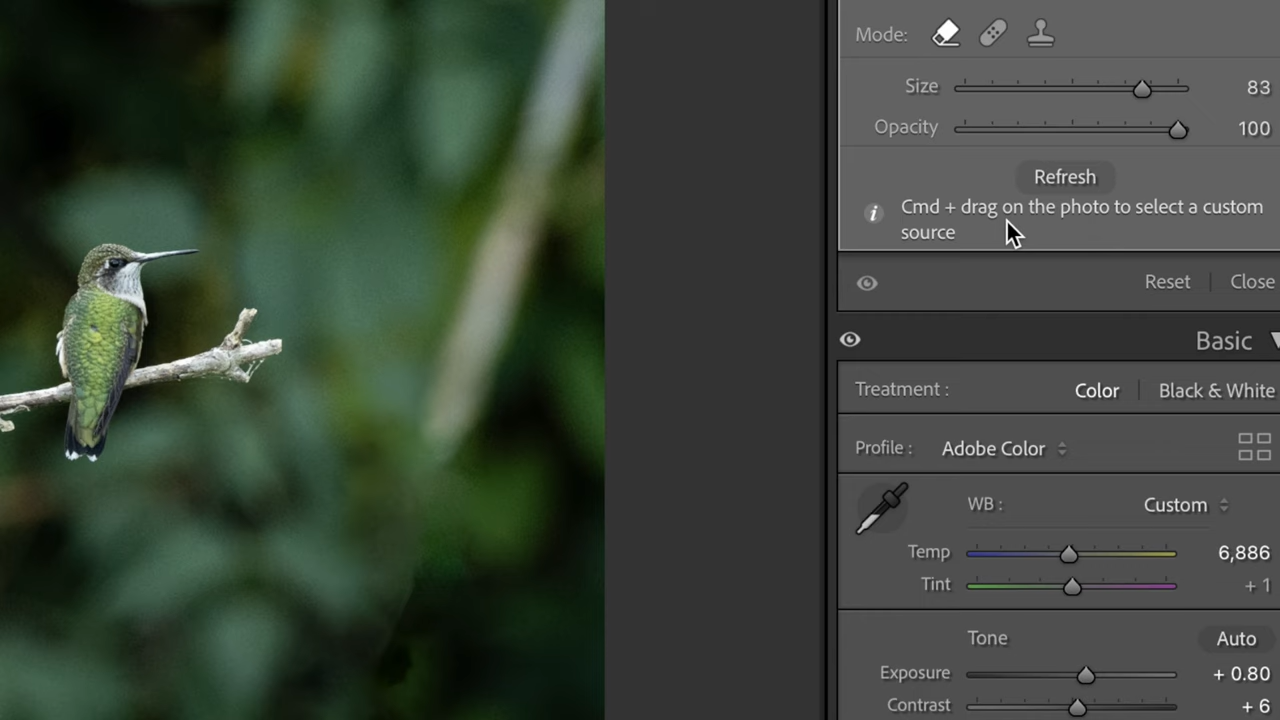 Mode:
Size 83
Opacity 100
Refresh
Cmd + drag on the photo to select a custom
source
Reset | Close
Basic
Treatment : Color | Black & White
Profile : Adobe Color
WB : Custom
Temp 6,886
Tint + 1
Tone Auto
Exposure + 0.80
Contrast + 6